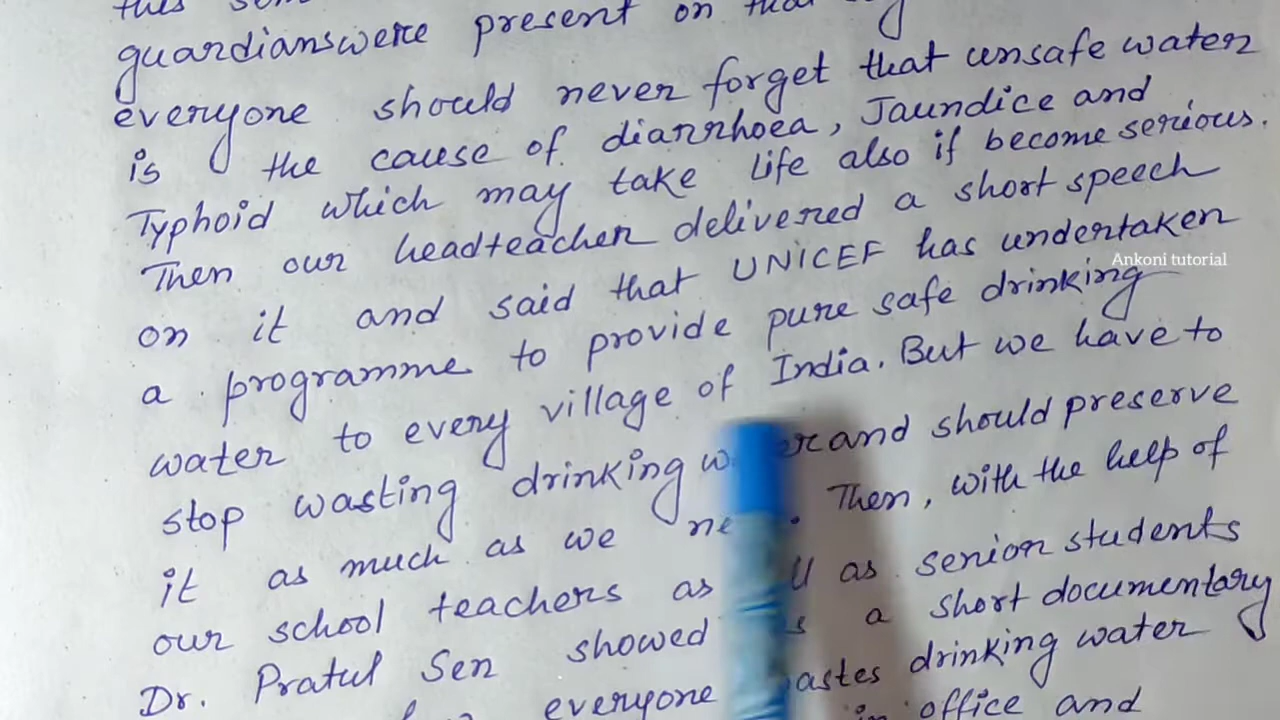 guardianswere present on that
everyone should never forget that unsafe water
is the cause of diarrhoea, Jaundice and
Typhoid which may take life also if become serious.
Then our headteacher delivered a short speech
on it and said that UNICEF has undertaken
a programme to provide pure safe drinking
water to every village of India. But we have to
stop wasting drinking and should preserve
it as much as we Then, with the help of
our school teachers as as senior students
Dr. Pratul Sen showed a short documentary
everyone drinking water
in office and
Ankoni tutorial